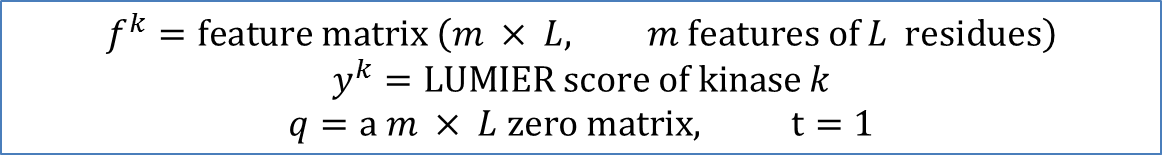 f^k = feature matrix (m × L, m features of L residues)
y^k = LUMIER score of kinase k
q = a m × L zero matrix, t = 1